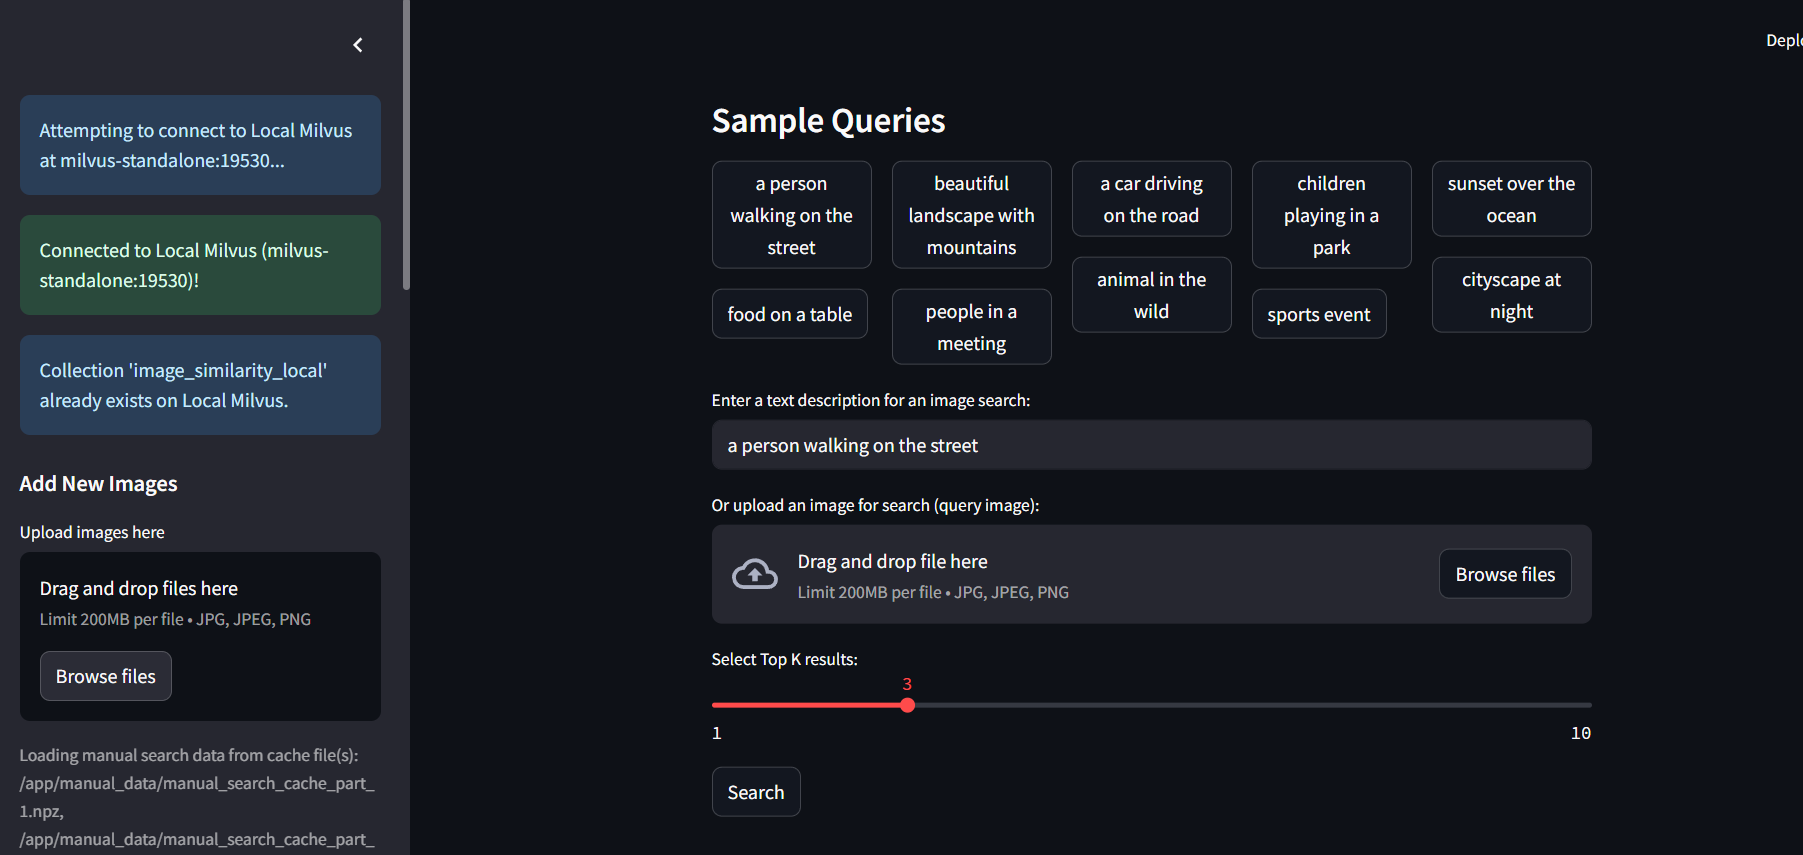 Attempting to connect to Local Milvus
at milvus-standalone:19530...
Connected to Local Milvus (milvus-
standalone:19530)!
Collection 'image_similarity_local'
already exists on Local Milvus.
Add New Images
Upload images here
Drag and drop files here
Limit 200MB per file • JPG, JPEG, PNG
Browse files
Loading manual search data from cache file(s):
/app/manual_data/manual_search_cache_part_
1.npz,
/app/manual_data/manual_search_cache_part_
Sample Queries
a person
walking on the
street
beautiful
landscape with
mountains
a car driving
on the road
children
playing in a
park
sunset over the
ocean
food on a table
people in a
meeting
animal in the
wild
sports event
cityscape at
night
Enter a text description for an image search:
a person walking on the street
Or upload an image for search (query image):
Drag and drop file here
Limit 200MB per file • JPG, JPEG, PNG
Browse files
Select Top K results:
3
1
10
Search